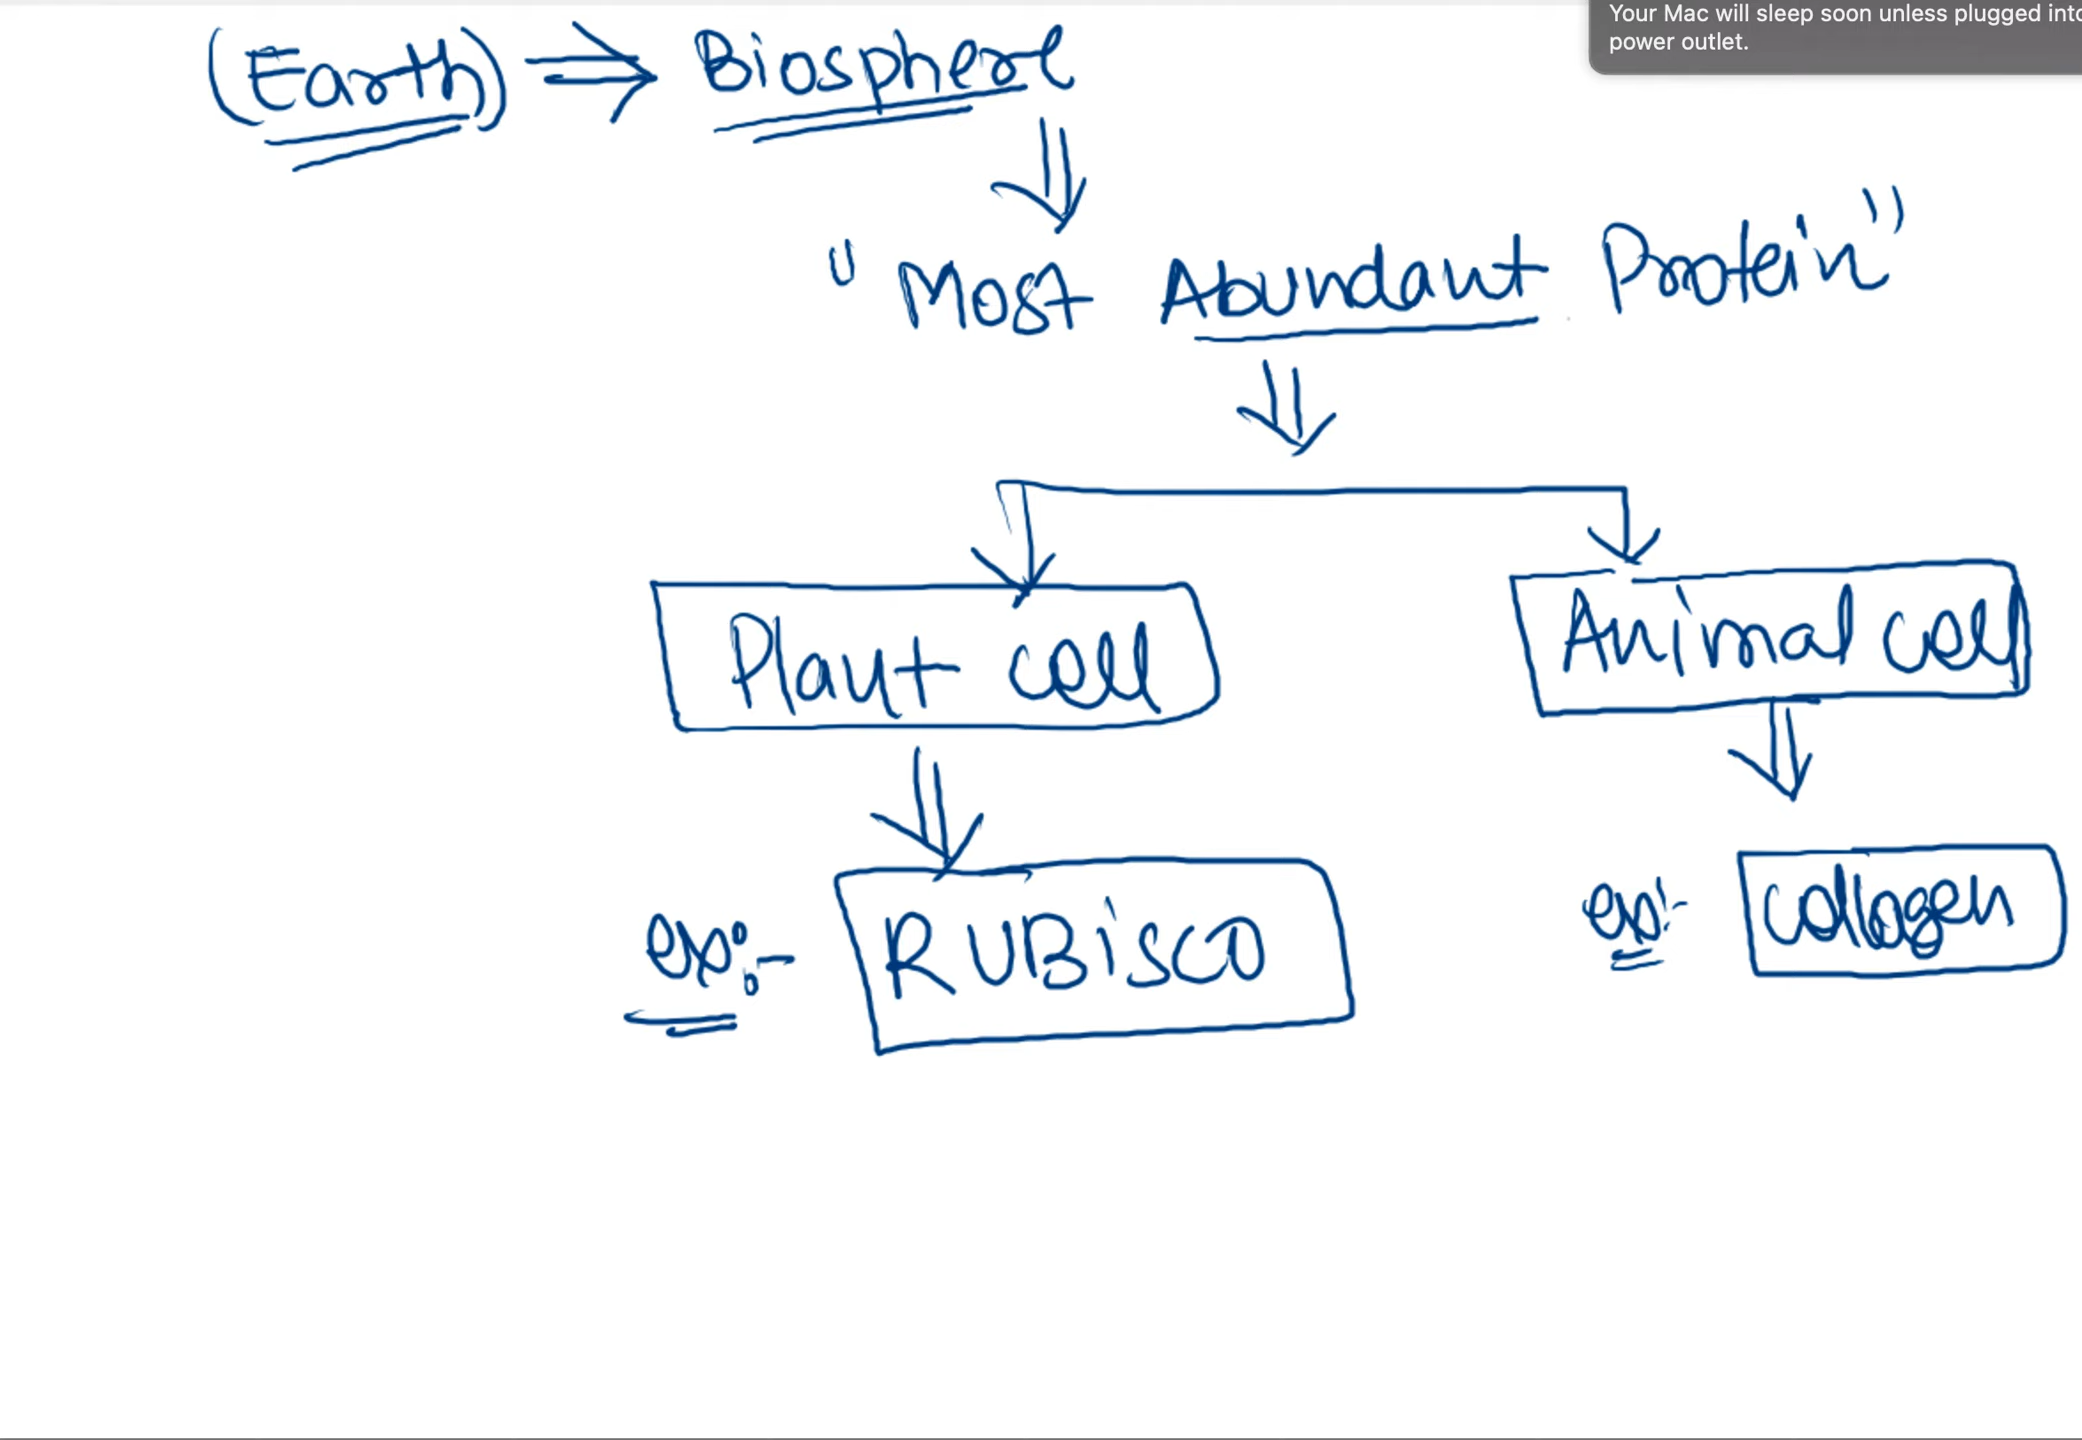 Your Mac will sleep soon unless plugged into
power outlet.
(Earth) ⇒ Biosphere
"Most Abundant Protein"
Plant cell
Animal cell
ex:- RUBiSCO
ex:- collagen